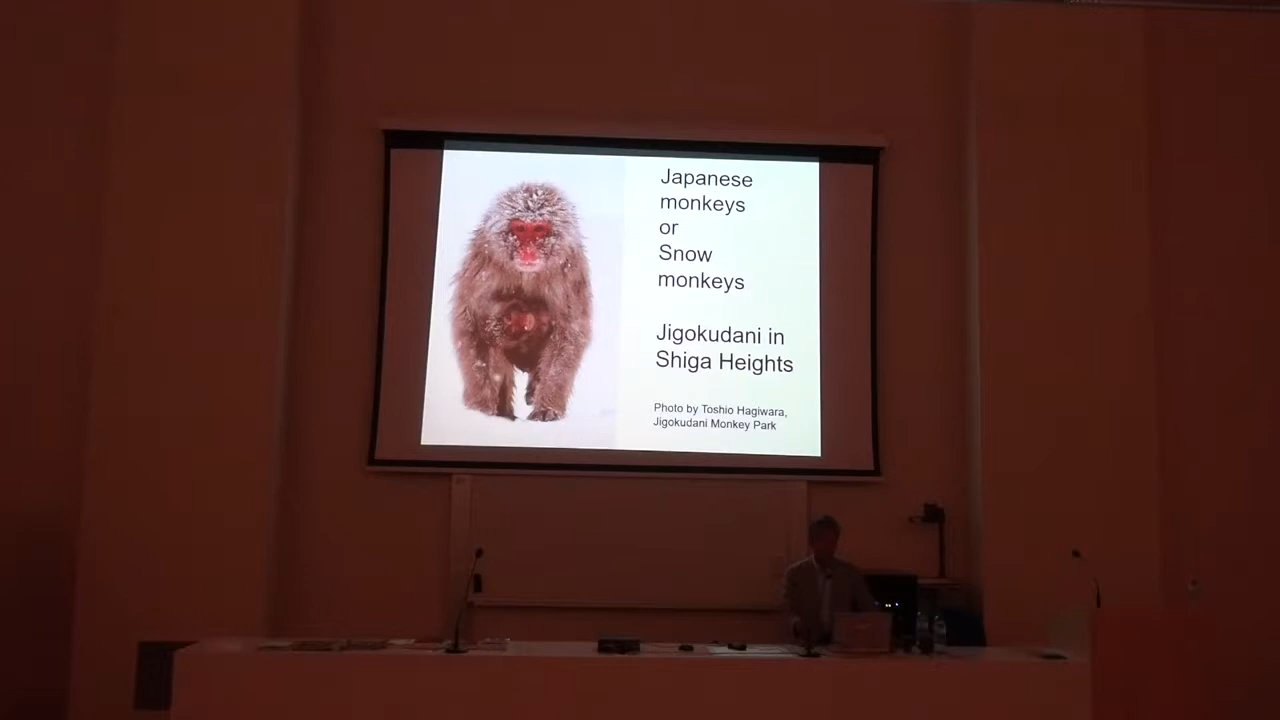 Japanese
monkeys
or
Snow
monkeys
Jigokudani in
Shiga Heights
Photo by Toshio Hagiwara,
Jigokudani Monkey Park